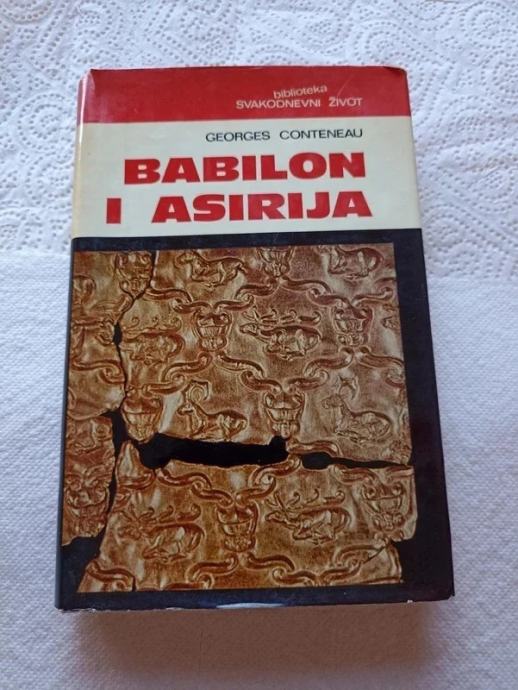 biblioteka
SVAKODNEVNI ŽIVOT
GEORGES CONTENEAU
BABILON
I ASIRIJA